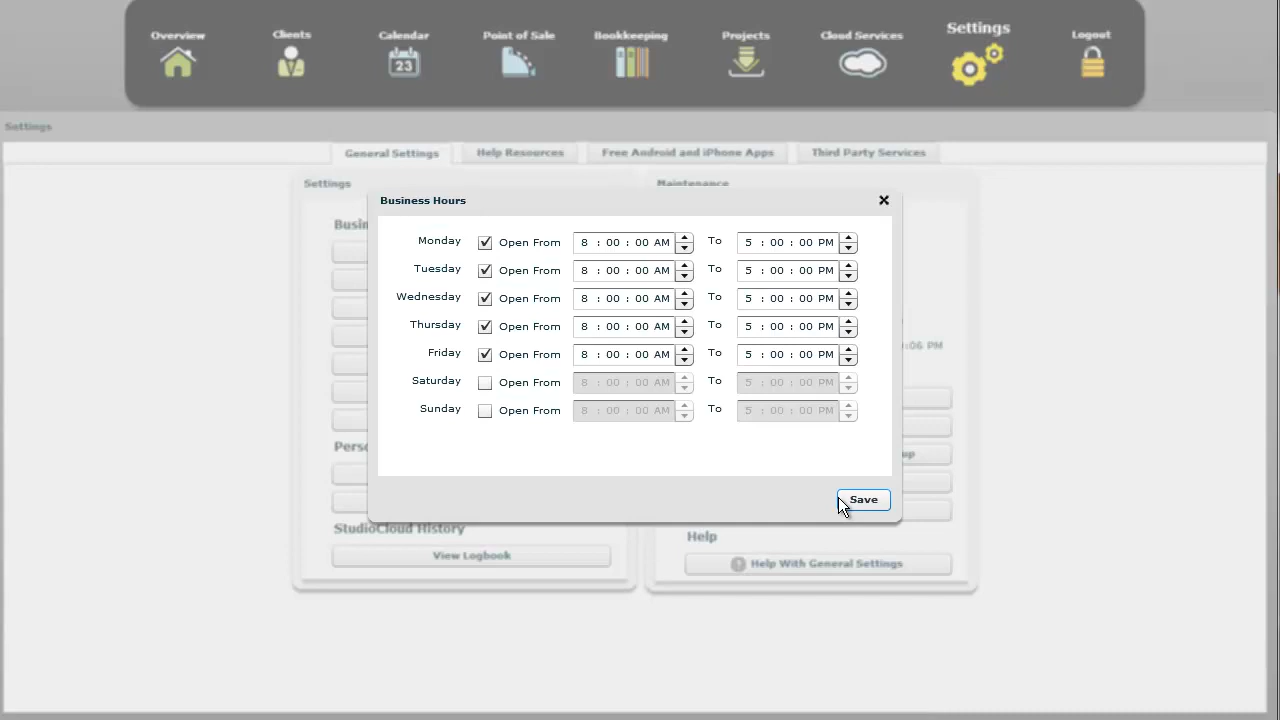 Overview Clients Calendar Point of Sale Bookkeeping Projects Cloud Services Settings Logout
23
Settings
General Settings Help Resources Free Android and iPhone Apps Third Party Services
Settings Maintenance
Business Hours
Busin
Monday Open From 8 : 00 : 00 AM To 5 : 00 : 00 PM
Tuesday Open From 8 : 00 : 00 AM To 5 : 00 : 00 PM
Wednesday Open From 8 : 00 : 00 AM To 5 : 00 : 00 PM
Thursday Open From 8 : 00 : 00 AM To 5 : 00 : 00 PM
:06 PM
Friday Open From 8 : 00 : 00 AM To 5 : 00 : 00 PM
Saturday Open From 8 : 00 : 00 AM To 5 : 00 : 00 PM
Sunday Open From 8 : 00 : 00 AM To 5 : 00 : 00 PM
Perso
up
Save
StudioCloud History
View Logbook
Help
? Help With General Settings